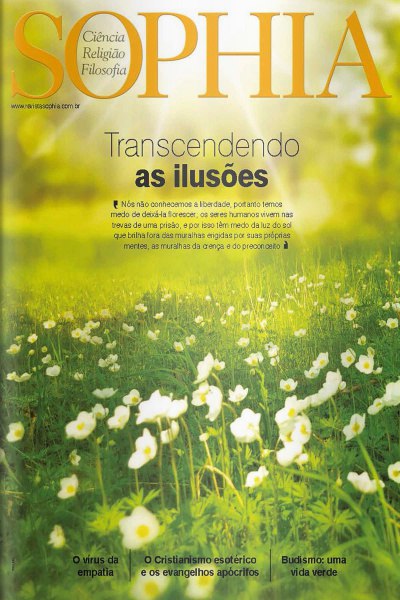 SOPHIA
Ciência
Religião
Filosofia
www.revistasophia.com.br
Transcendendo
as ilusões
Nós não conhecemos a liberdade, portanto temos
medo de deixá-la florescer; os seres humanos vivem nas
trevas de uma prisão, e por isso têm medo da luz do sol
que brilha fora das muralhas erigidas por suas próprias
mentes, as muralhas da crença e do preconceito
O vírus da
empatia
O Cristianismo esotérico
e os evangelhos apócrifos
Budismo: uma
vida verde